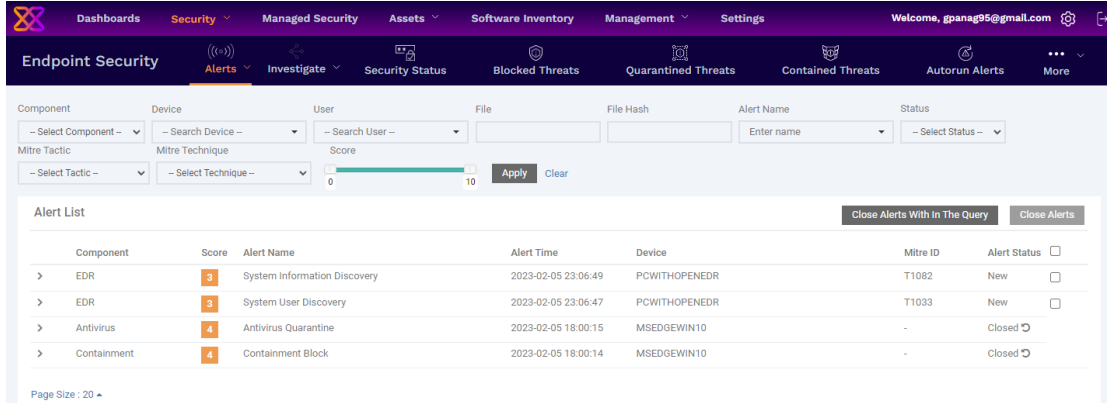 Dashboards Security Managed Security Assets Software Inventory Management Settings Welcome, gpanag95@gmail.com
Endpoint Security Alerts Investigate Security Status Blocked Threats Quarantined Threats Contained Threats Autorun Alerts More
Component Device User File File Hash Alert Name Status
-- Select Component -- -- Search Device -- -- Search User -- Enter name -- Select Status --
Mitre Tactic Mitre Technique Score
-- Select Tactic -- -- Select Technique -- 0 10 Apply Clear
Alert List Close Alerts With In The Query Close Alerts
Component Score Alert Name Alert Time Device Mitre ID Alert Status
EDR 3 System Information Discovery 2023-02-05 23:06:49 PCWITHOPENEDR T1082 New
EDR 3 System User Discovery 2023-02-05 23:06:47 PCWITHOPENEDR T1033 New
Antivirus 4 Antivirus Quarantine 2023-02-05 18:00:15 MSEDGEWIN10 - Closed
Containment 4 Containment Block 2023-02-05 18:00:14 MSEDGEWIN10 - Closed
Page Size : 20